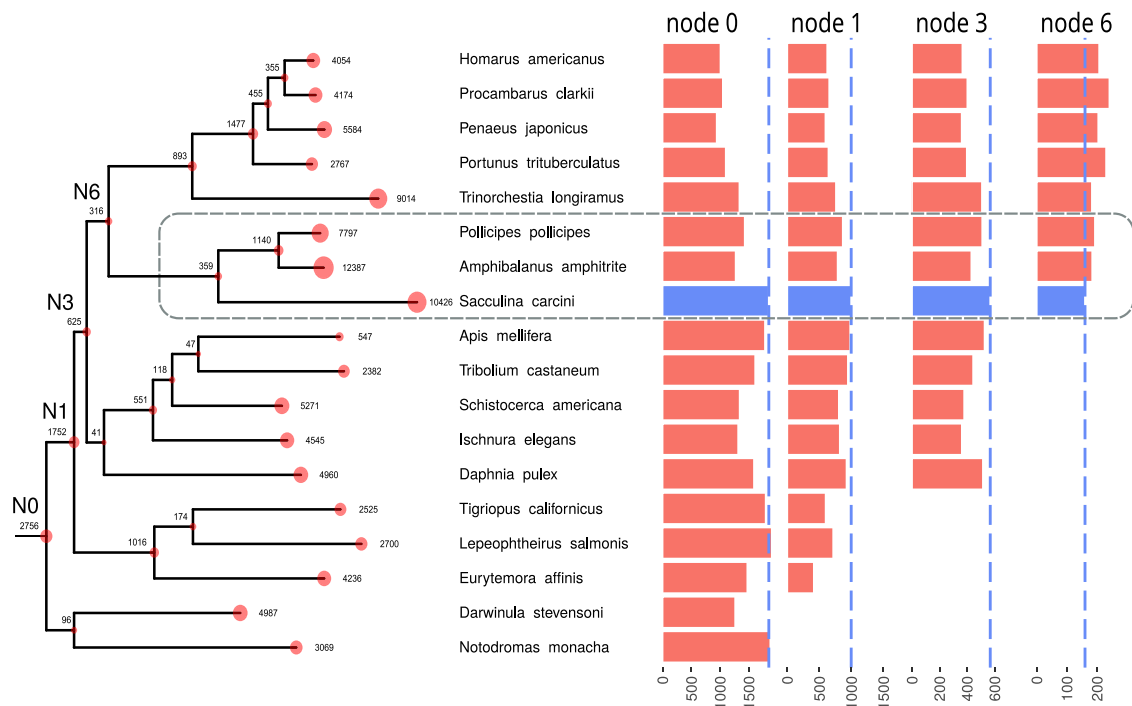 node 0 node 1 node 3 node 6
Homarus americanus
4054
355
Procambarus clarkii
4174
455
Penaeus japonicus
5584
1477
Portunus trituberculatus
2767
893
Trinorchestia longiramus
9014
N6
316
Pollicipes pollicipes
7797
1140
Amphibalanus amphitrite
12387
359
Sacculina carcini
10426
N3
625
Apis mellifera
547
47
Tribolium castaneum
2382
118
Schistocerca americana
5271
551
Ischnura elegans
4545
N1
1752
41
Daphnia pulex
4960
N0
2756
Tigriopus californicus
2525
174
Lepeophtheirus salmonis
2700
1016
Eurytemora affinis
4236
Darwinula stevensoni
4987
96
Notodromas monacha
3069
0 500 1000 1500 0 500 1000 1500 0 200 400 600 0 100 200